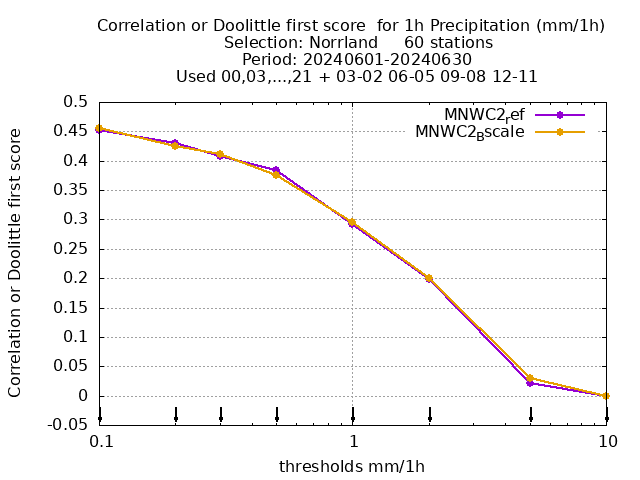 Correlation or Doolittle first score  for 1h Precipitation (mm/1h)
Selection: Norrland     60 stations
Period: 20240601-20240630
Used 00,03,...,21 + 03-02 06-05 09-08 12-11
MNWC2ref
MNWC2Bscale
Correlation or Doolittle first score
0.5
0.45
0.4
0.35
0.3
0.25
0.2
0.15
0.1
0.05
0
-0.05
0.1
1
10
thresholds mm/1h